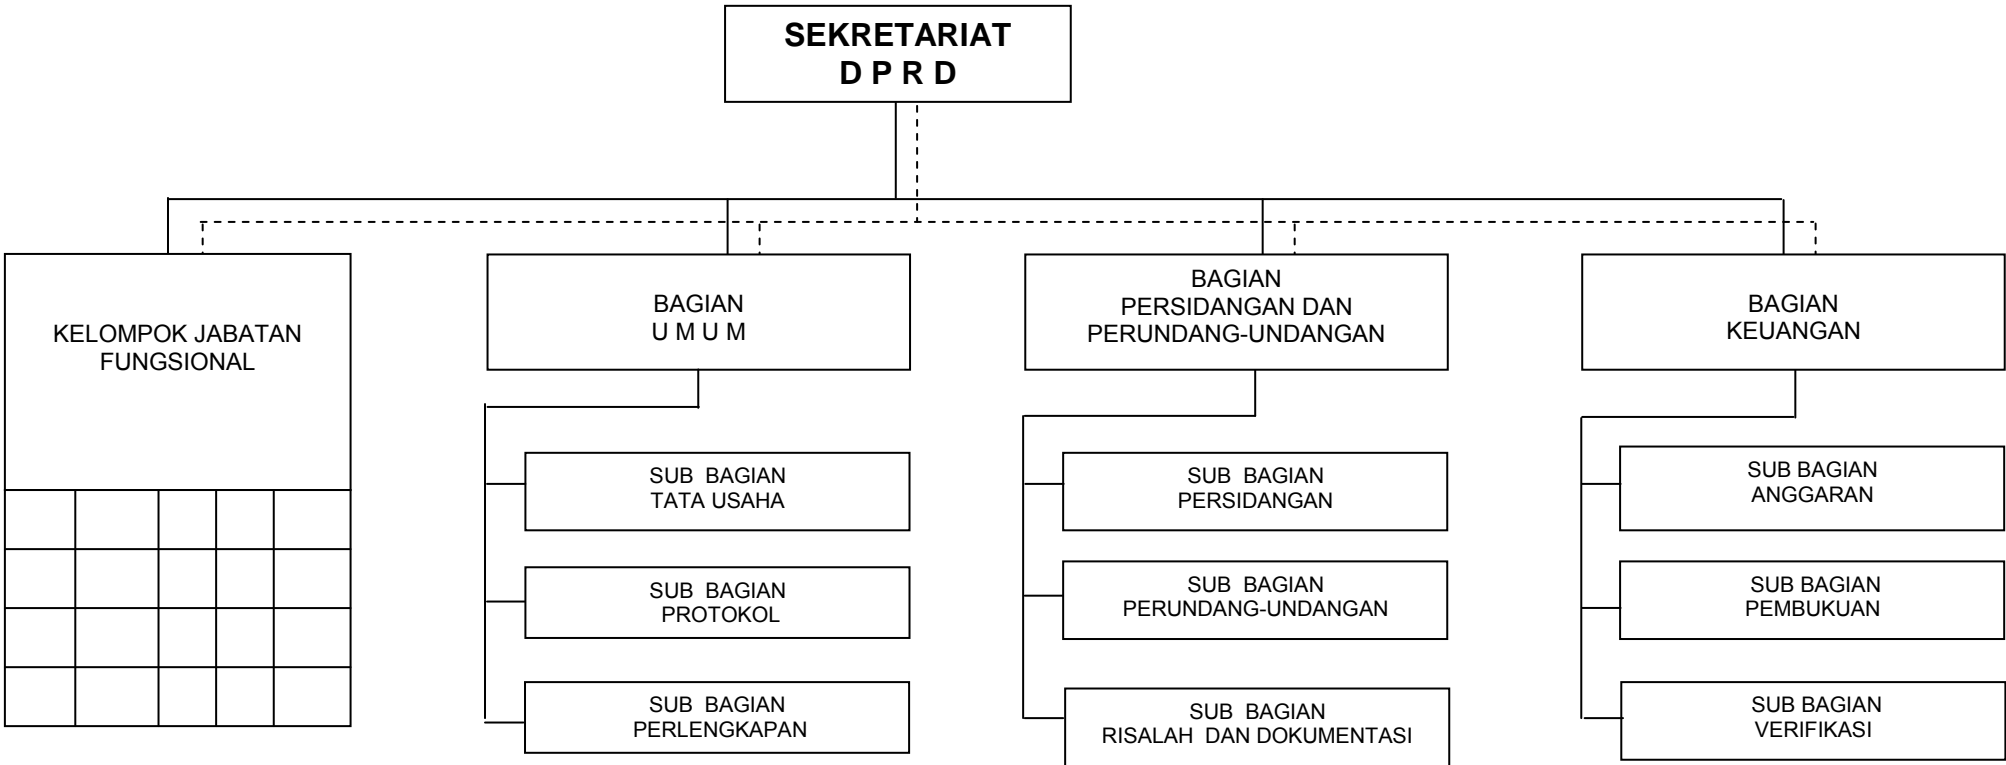 SEKRETARIAT
D P R D
KELOMPOK JABATAN
FUNGSIONAL
BAGIAN
U M U M
BAGIAN
PERSIDANGAN DAN
PERUNDANG-UNDANGAN
BAGIAN
KEUANGAN
SUB BAGIAN
TATA USAHA
SUB BAGIAN
PROTOKOL
SUB BAGIAN
PERLENGKAPAN
SUB BAGIAN
PERSIDANGAN
SUB BAGIAN
PERUNDANG-UNDANGAN
SUB BAGIAN
RISALAH DAN DOKUMENTASI
SUB BAGIAN
ANGGARAN
SUB BAGIAN
PEMBUKUAN
SUB BAGIAN
VERIFIKASI